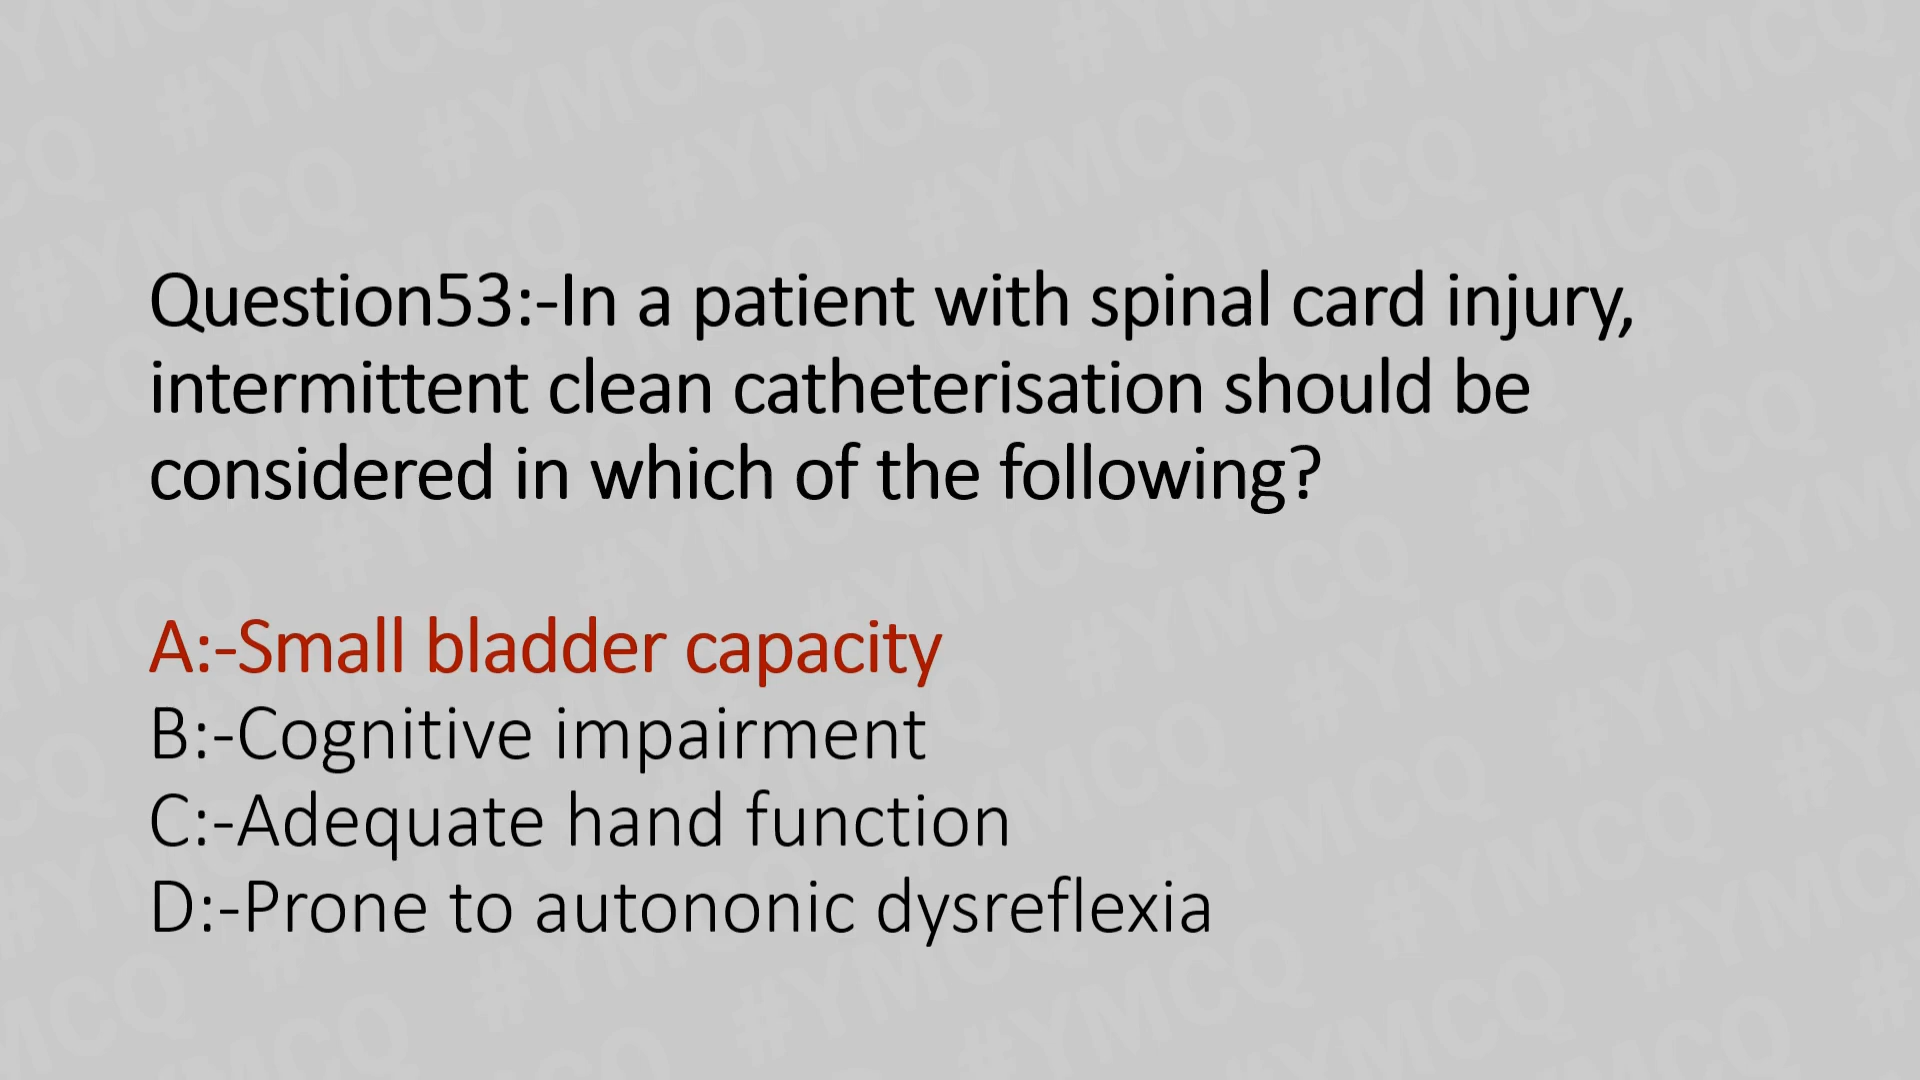 Question53:-In a patient with spinal card injury,
intermittent clean catheterisation should be
considered in which of the following?
A:-Small bladder capacity
B:-Cognitive impairment
C:-Adequate hand function
D:-Prone to autononic dysreflexia
#YMCQ